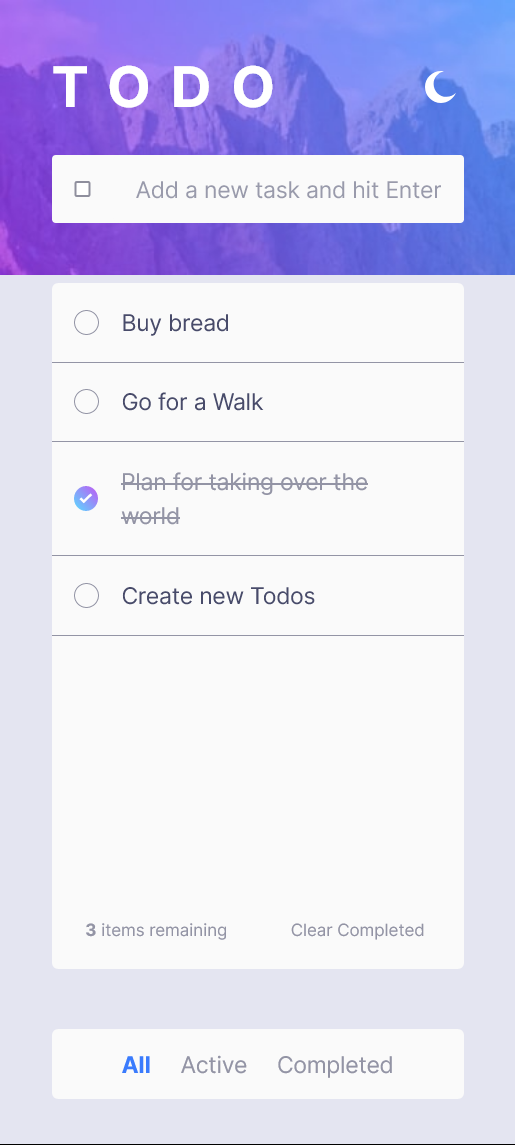 TODO
Add a new task and hit Enter
Buy bread
Go for a Walk
Plan for taking over the
world
Create new Todos
3 items remaining
Clear Completed
All Active Completed